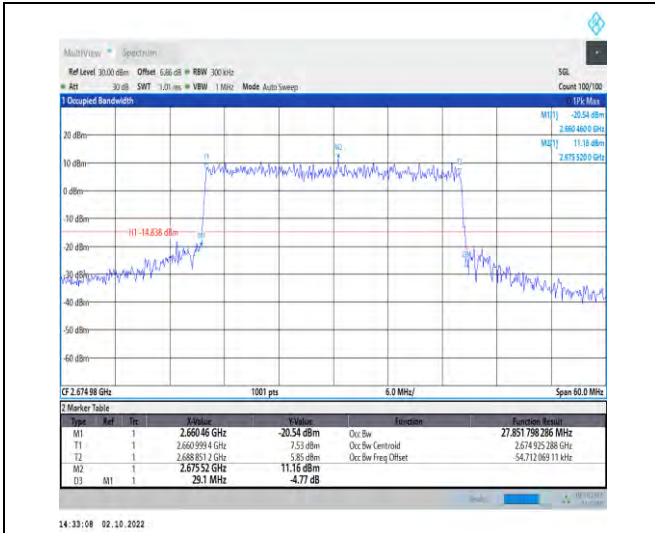 MultiView Spectrum
Ref Level 30.00 dBm Offset 6.86 dB RBW 300 kHz SGL
Att 30 dB SWT 1.01 ms VBW 1 MHz Mode Auto Sweep Count 100/100
1 Occupied Bandwidth 1Pk Max
M1[1] -20.54 dBm
2.660 460 0 GHz
M2[1] 11.18 dBm
2.675 520 0 GHz
20 dBm
M2
T1
T2
10 dBm
0 dBm
-10 dBm
H1 -14.838 dBm
-20 dBm
-30 dBm
-40 dBm
-50 dBm
-60 dBm
CF 2.674 98 GHz 1001 pts 6.0 MHz/ Span 60.0 MHz
2 Marker Table
Type Ref Trc X-Value Y-Value Function Function Result
M1 1 2.660 46 GHz -20.54 dBm Occ Bw 27.851 798 286 MHz
T1 1 2.660 999 4 GHz 7.53 dBm Occ Bw Centroid 2.674 925 288 GHz
T2 1 2.688 851 2 GHz 5.85 dBm Occ Bw Freq Offset -54.712 069 11 kHz
M2 1 2.675 52 GHz 11.16 dBm
D3 M1 1 29.1 MHz -4.77 dB
14:33:08 02.10.2022